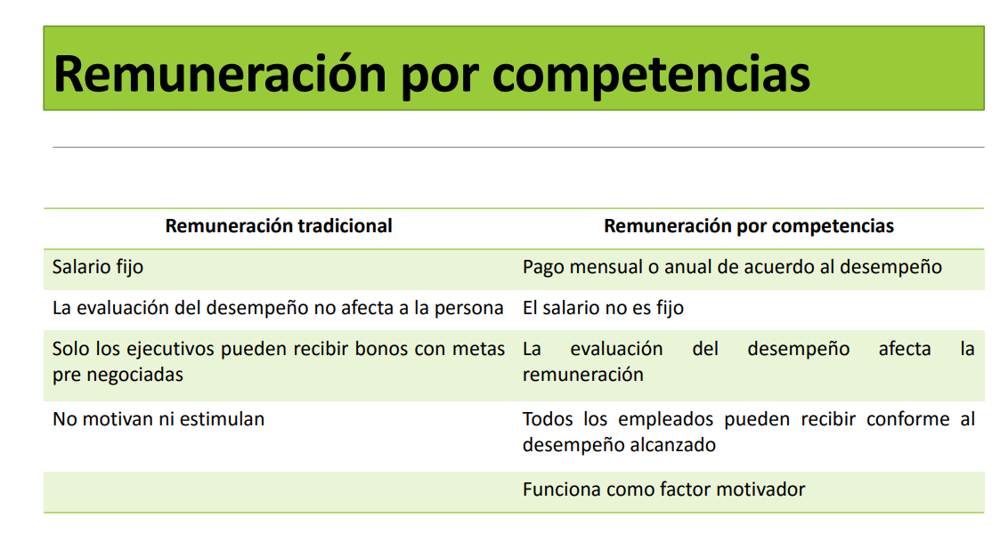 Remuneración por competencias
Remuneración tradicional Remuneración por competencias
Salario fijo Pago mensual o anual de acuerdo al desempeño
La evaluación del desempeño no afecta a la persona El salario no es fijo
Solo los ejecutivos pueden recibir bonos con metas La evaluación del desempeño afecta la
pre negociadas remuneración
No motivan ni estimulan Todos los empleados pueden recibir conforme al
desempeño alcanzado
Funciona como factor motivador